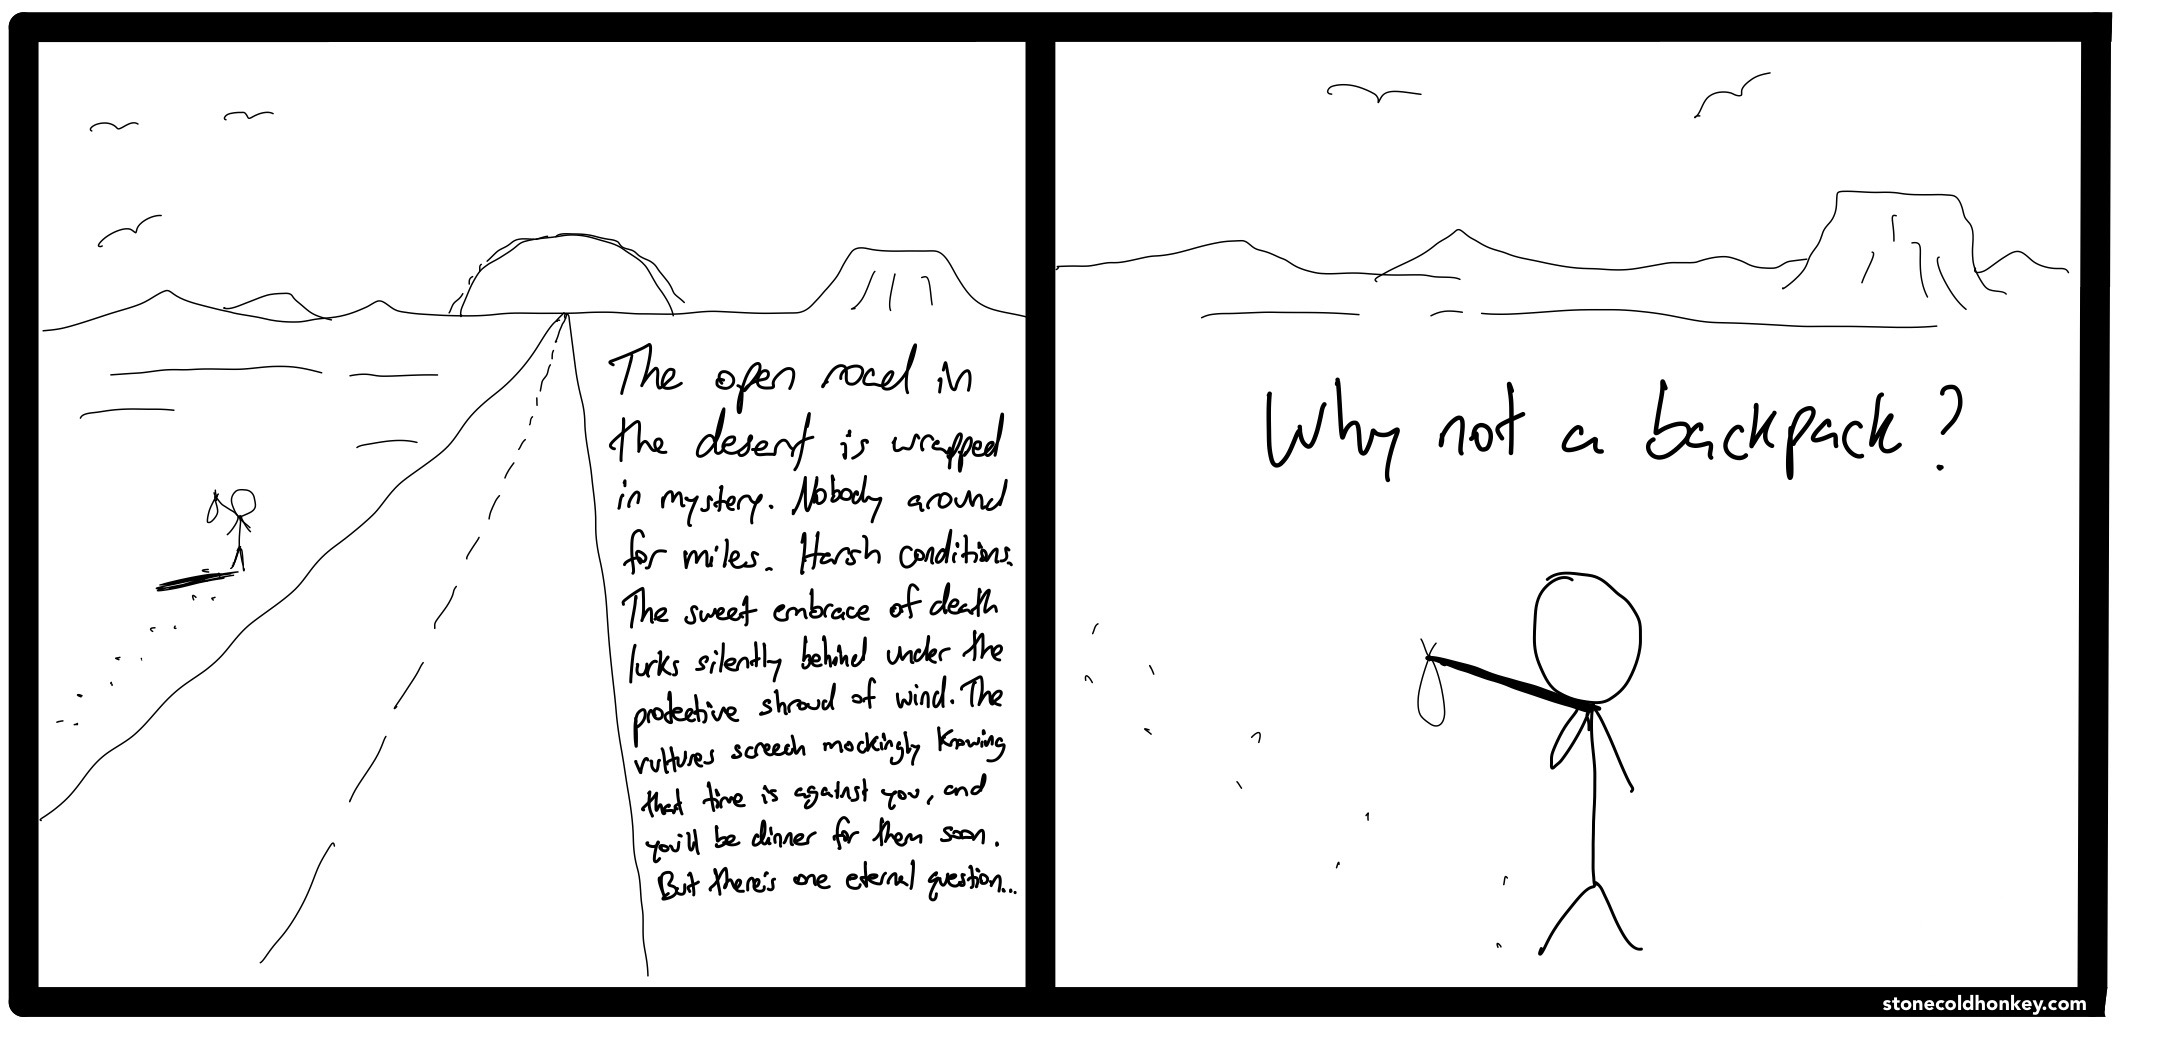 The open road in
the desert is wrapped
in mystery. Nobody around
for miles. Harsh conditions.
The sweet embrace of death
lurks silently behind under the
protective shroud of wind. The
vultures screech mockingly knowing
that time is against you, and
you'll be dinner for them soon.
But there's one eternal question...
Why not a backpack?
stonecoldhonkey.com